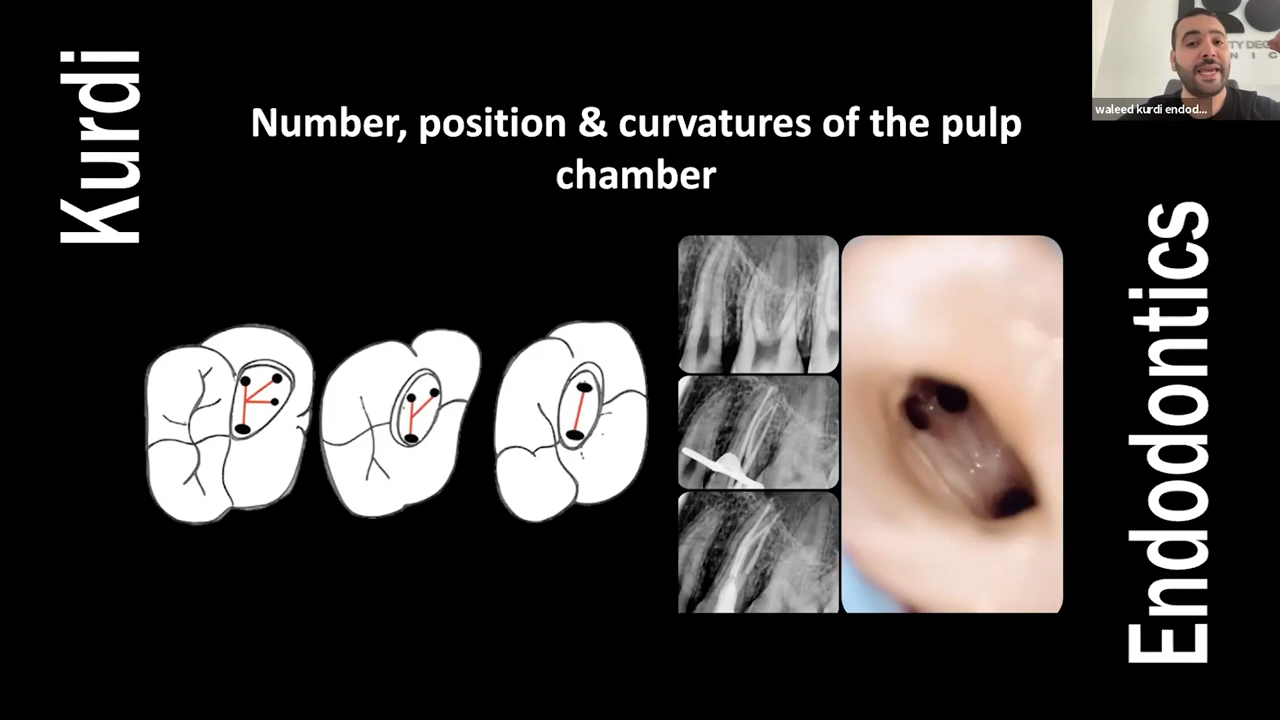 Kurdi
Number, position & curvatures of the pulp
chamber
waleed kurdi endod...
Endodontics